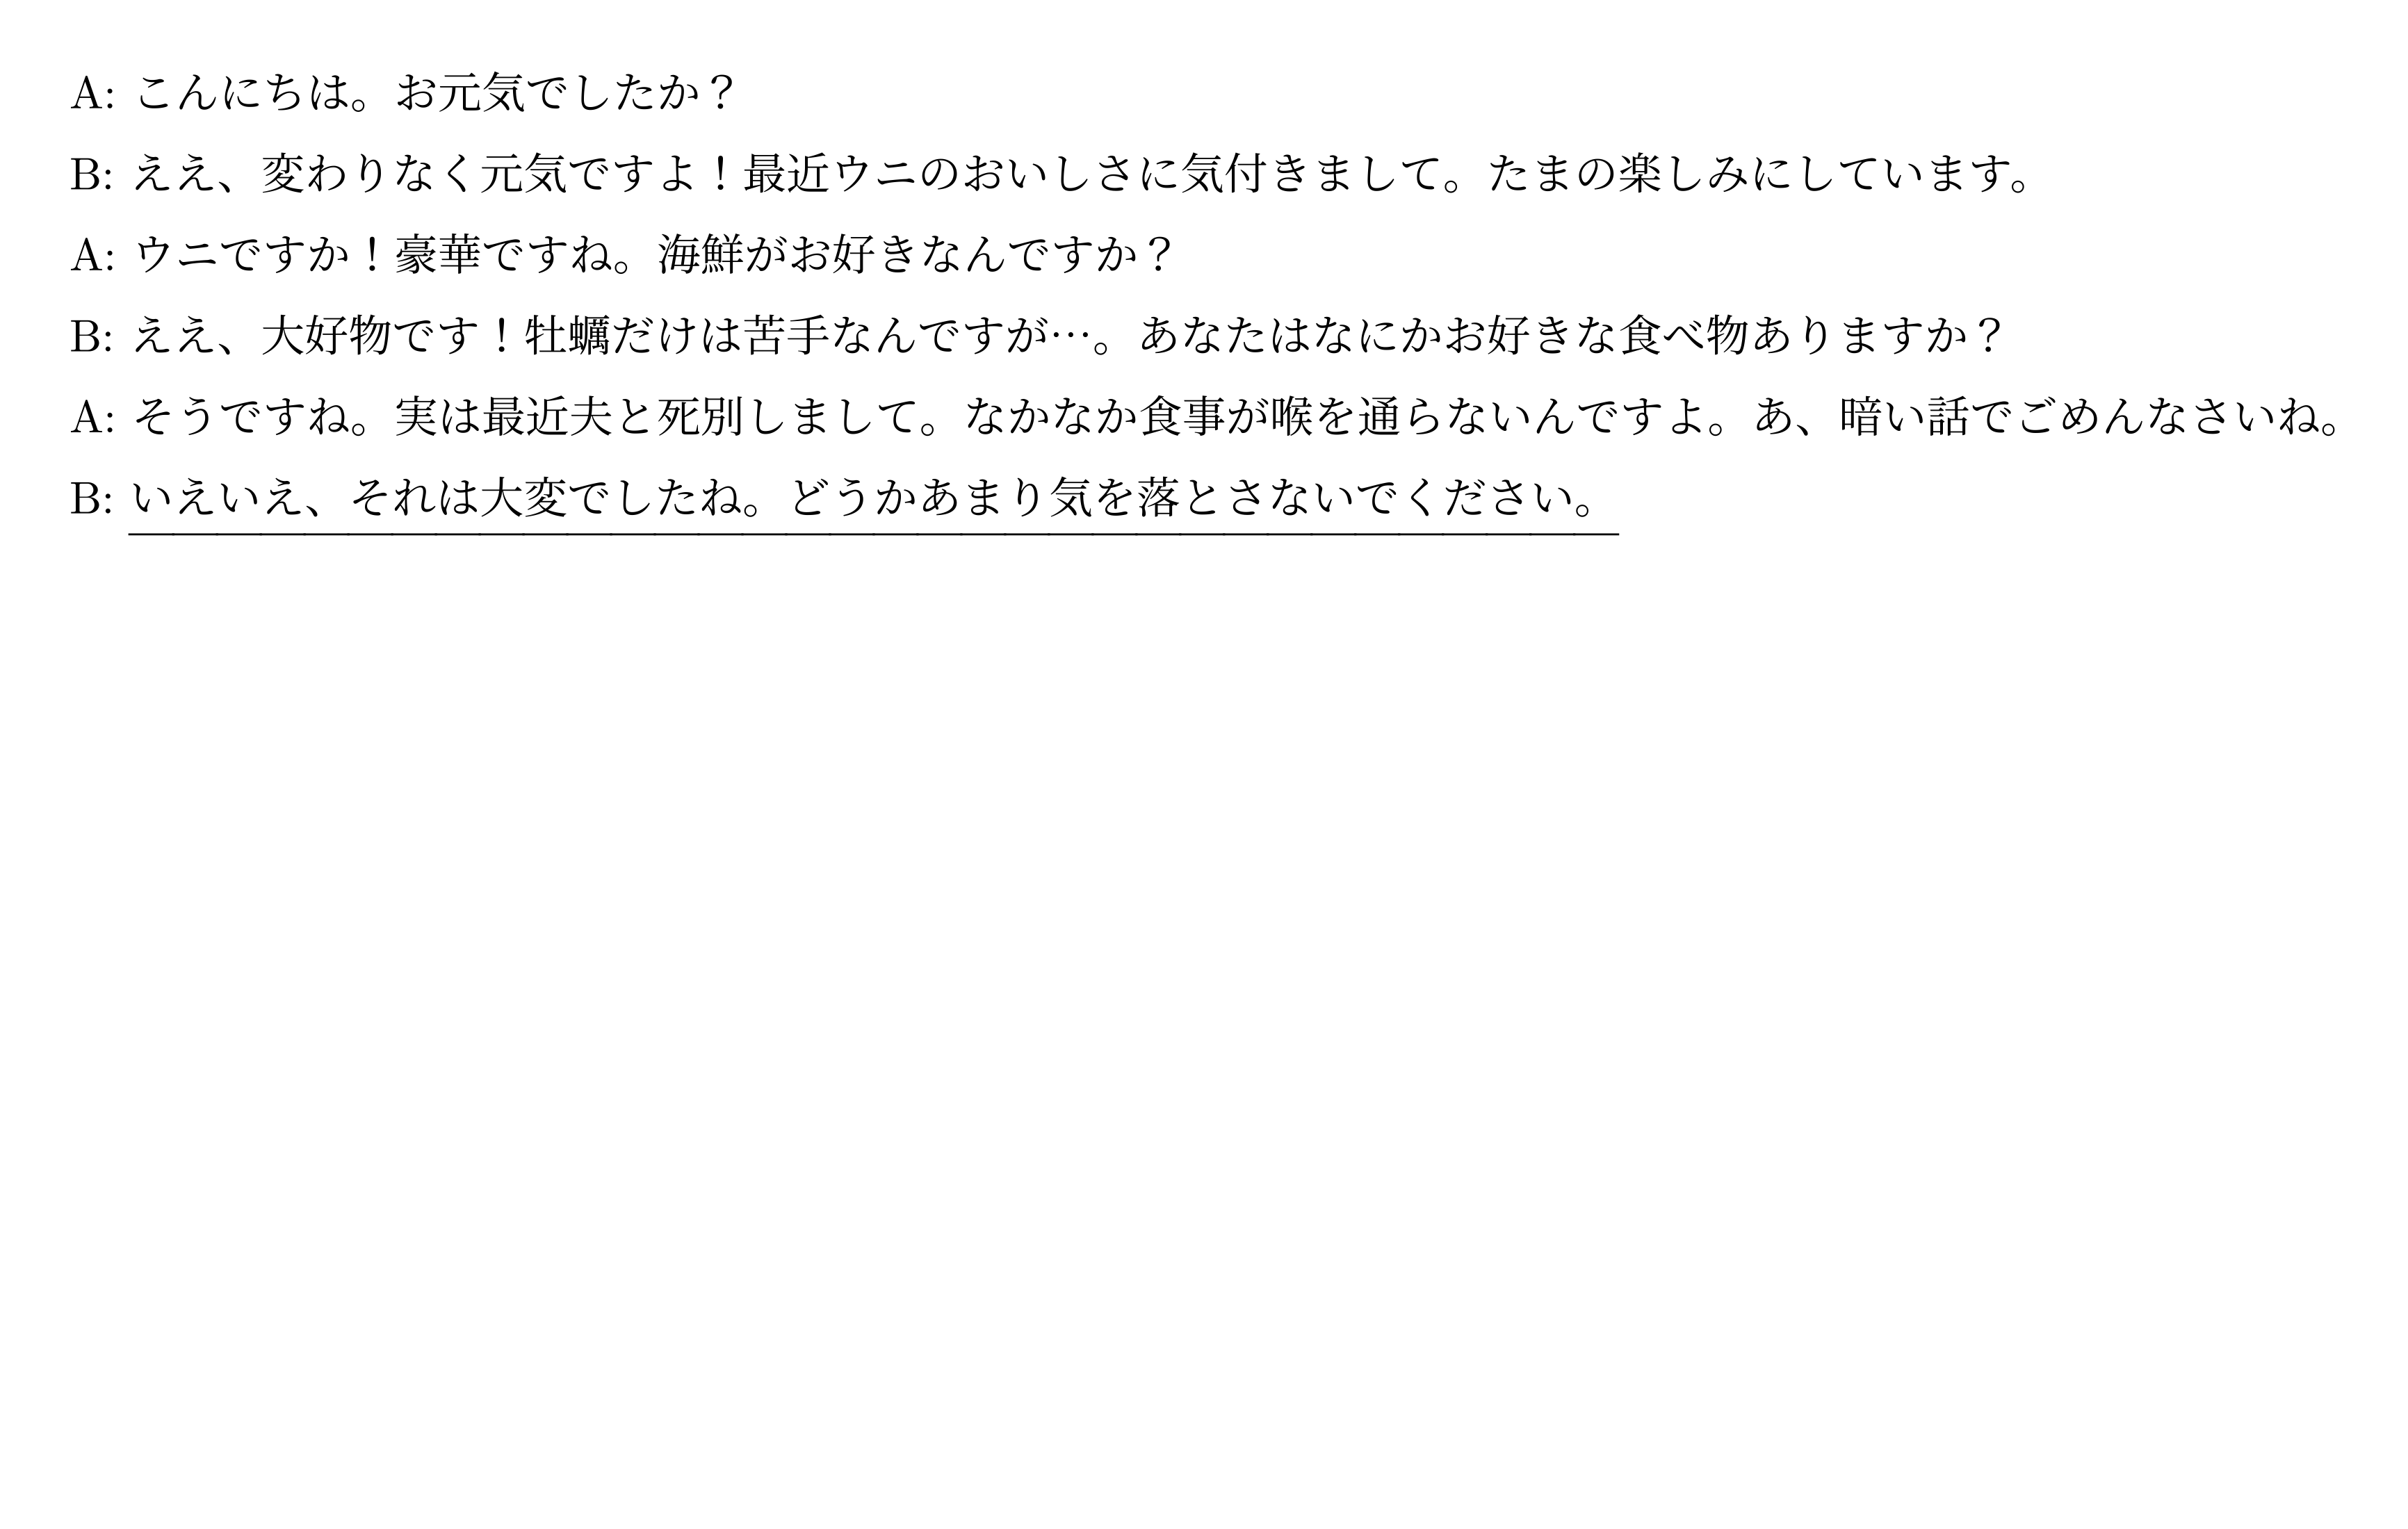 A: こんにちは。お元気でしたか？
B: ええ、変わりなく元気ですよ！最近ウニのおいしさに気付きまして。たまの楽しみにしています。
A: ウニですか！豪華ですね。海鮮がお好きなんですか？
B: ええ、大好物です！牡蠣だけは苦手なんですが…。あなたはなにかお好きな食べ物ありますか？
A: そうですね。実は最近夫と死別しまして。なかなか食事が喉を通らないんですよ。あ、暗い話でごめんなさいね。
B: いえいえ、それは大変でしたね。どうかあまり気を落とさないでください。